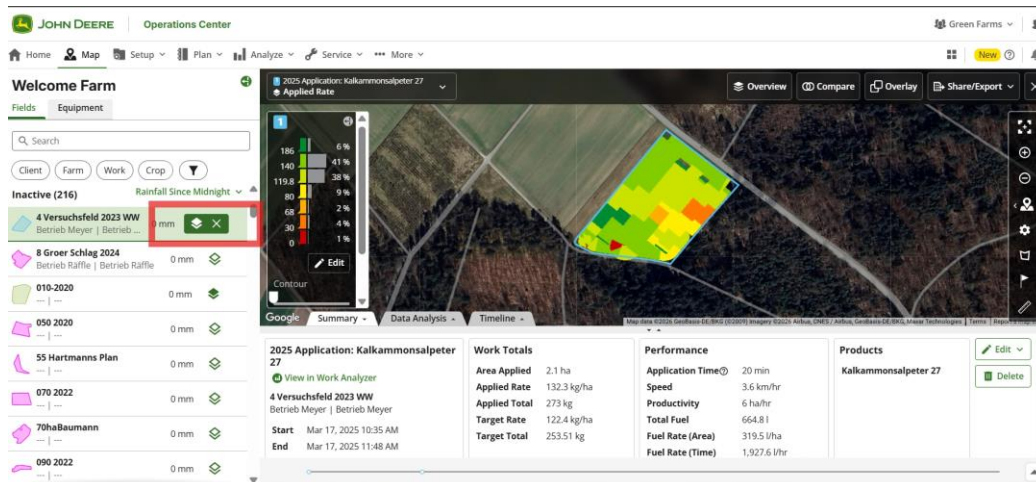 JOHN DEERE Operations Center Green Farms
Home Map Setup Plan Analyze Service ••• More New
Welcome Farm
Fields Equipment
Search
Client Farm Work Crop
Inactive (216) Rainfall Since Midnight
4 Versuchsfeld 2023 WW
Betrieb Meyer | Betrieb ...
0 mm
8 Groer Schlag 2024
Betrieb Räffle | Betrieb Räffle
0 mm
010-2020
--- | ---
0 mm
050 2020
--- | ---
0 mm
55 Hartmanns Plan
--- | ---
0 mm
070 2022
--- | ---
0 mm
70haBaumann
--- | ---
0 mm
090 2022
--- | ---
0 mm
1 2025 Application: Kalkammonsalpeter 27
Applied Rate
Overview Compare Overlay Share/Export
1
186
6%
140
41%
119.8
38%
80
9%
68
2%
30
4%
0
1%
Edit
Contour
Google
Summary Data Analysis Timeline
2025 Application: Kalkammonsalpeter
27
View in Work Analyzer
4 Versuchsfeld 2023 WW
Betrieb Meyer | Betrieb Meyer
Start Mar 17, 2025 10:35 AM
End Mar 17, 2025 11:48 AM
Work Totals
Area Applied 2.1 ha
Applied Rate 132.3 kg/ha
Applied Total 273 kg
Target Rate 122.4 kg/ha
Target Total 253.51 kg
Performance
Application Time 20 min
Speed 3.6 km/hr
Productivity 6 ha/hr
Total Fuel 664.8 l
Fuel Rate (Area) 319.5 l/ha
Fuel Rate (Time) 1,927.6 l/hr
Products
Kalkammonsalpeter 27
Edit
Delete